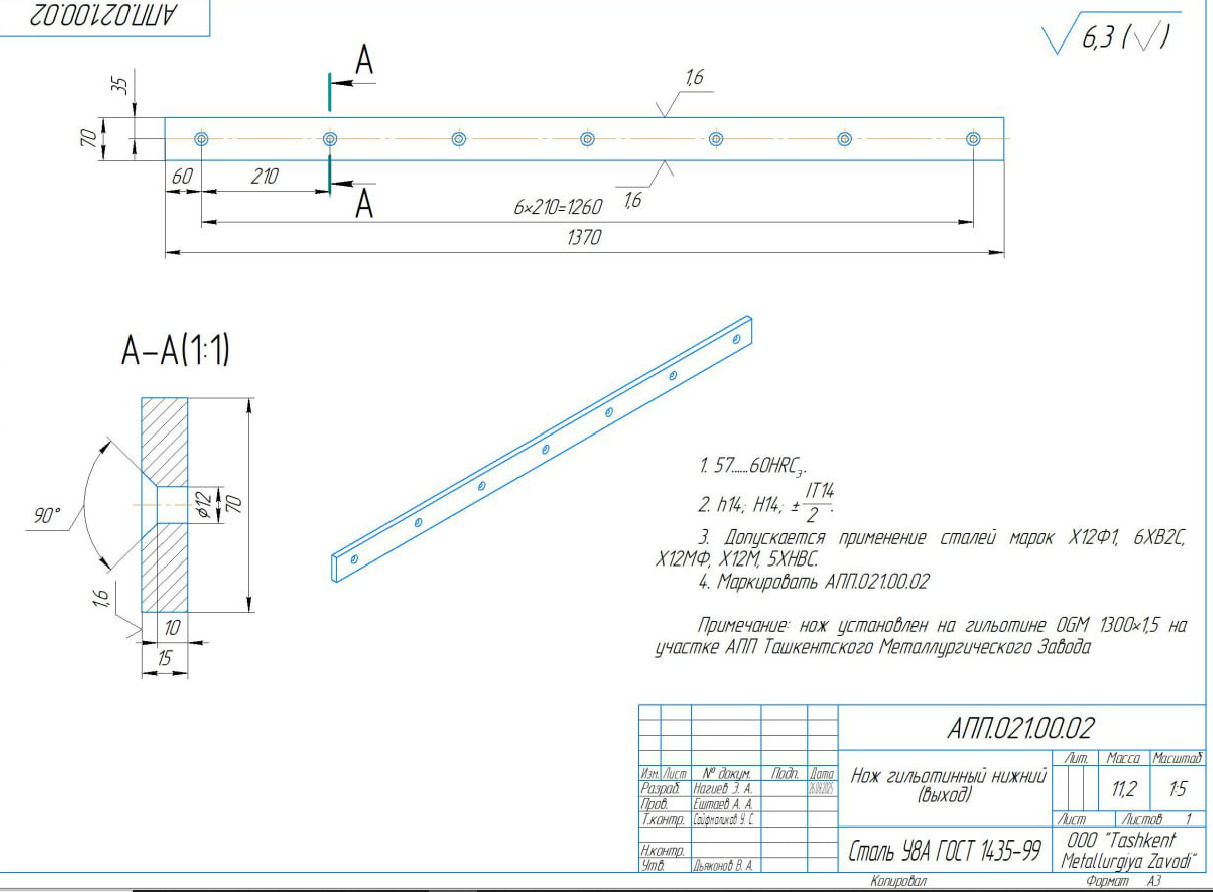 АПП.021.00.02
6,3 (√)
А
35
1,6
70
60
210
А
1,6
6×210=1260
1370
А–А(1:1)
90°
⌀12
70
1,6
10
15
1. 57.....60HRCэ.
2. h14; H14; ± IT14/2.
3. Допускается применение сталей марок Х12Ф1, 6ХВ2С,
Х12МФ, Х12М, 5ХНВС.
4. Маркировать АПП.021.00.02
Примечание: нож установлен на гильотине OGM 1300×1,5 на
участке АПП Ташкентского Металлургического Завода
АПП.021.00.02
Изм. Лист № докум. Подп. Дата
Разраб. Нагиев Э. А.
Пров. Ештаев А. А.
Т.контр. Сайфмаликов У. С.
Н.контр.
Утв. Дьяконов В. А.
Нож гильотинный нижний
(выход)
Лит. Масса Масштаб
11,2 1:5
Лист Листов 1
Сталь У8А ГОСТ 1435-99
ООО "Tashkent
Metallurgiya Zavodi"
Копировал Формат А3